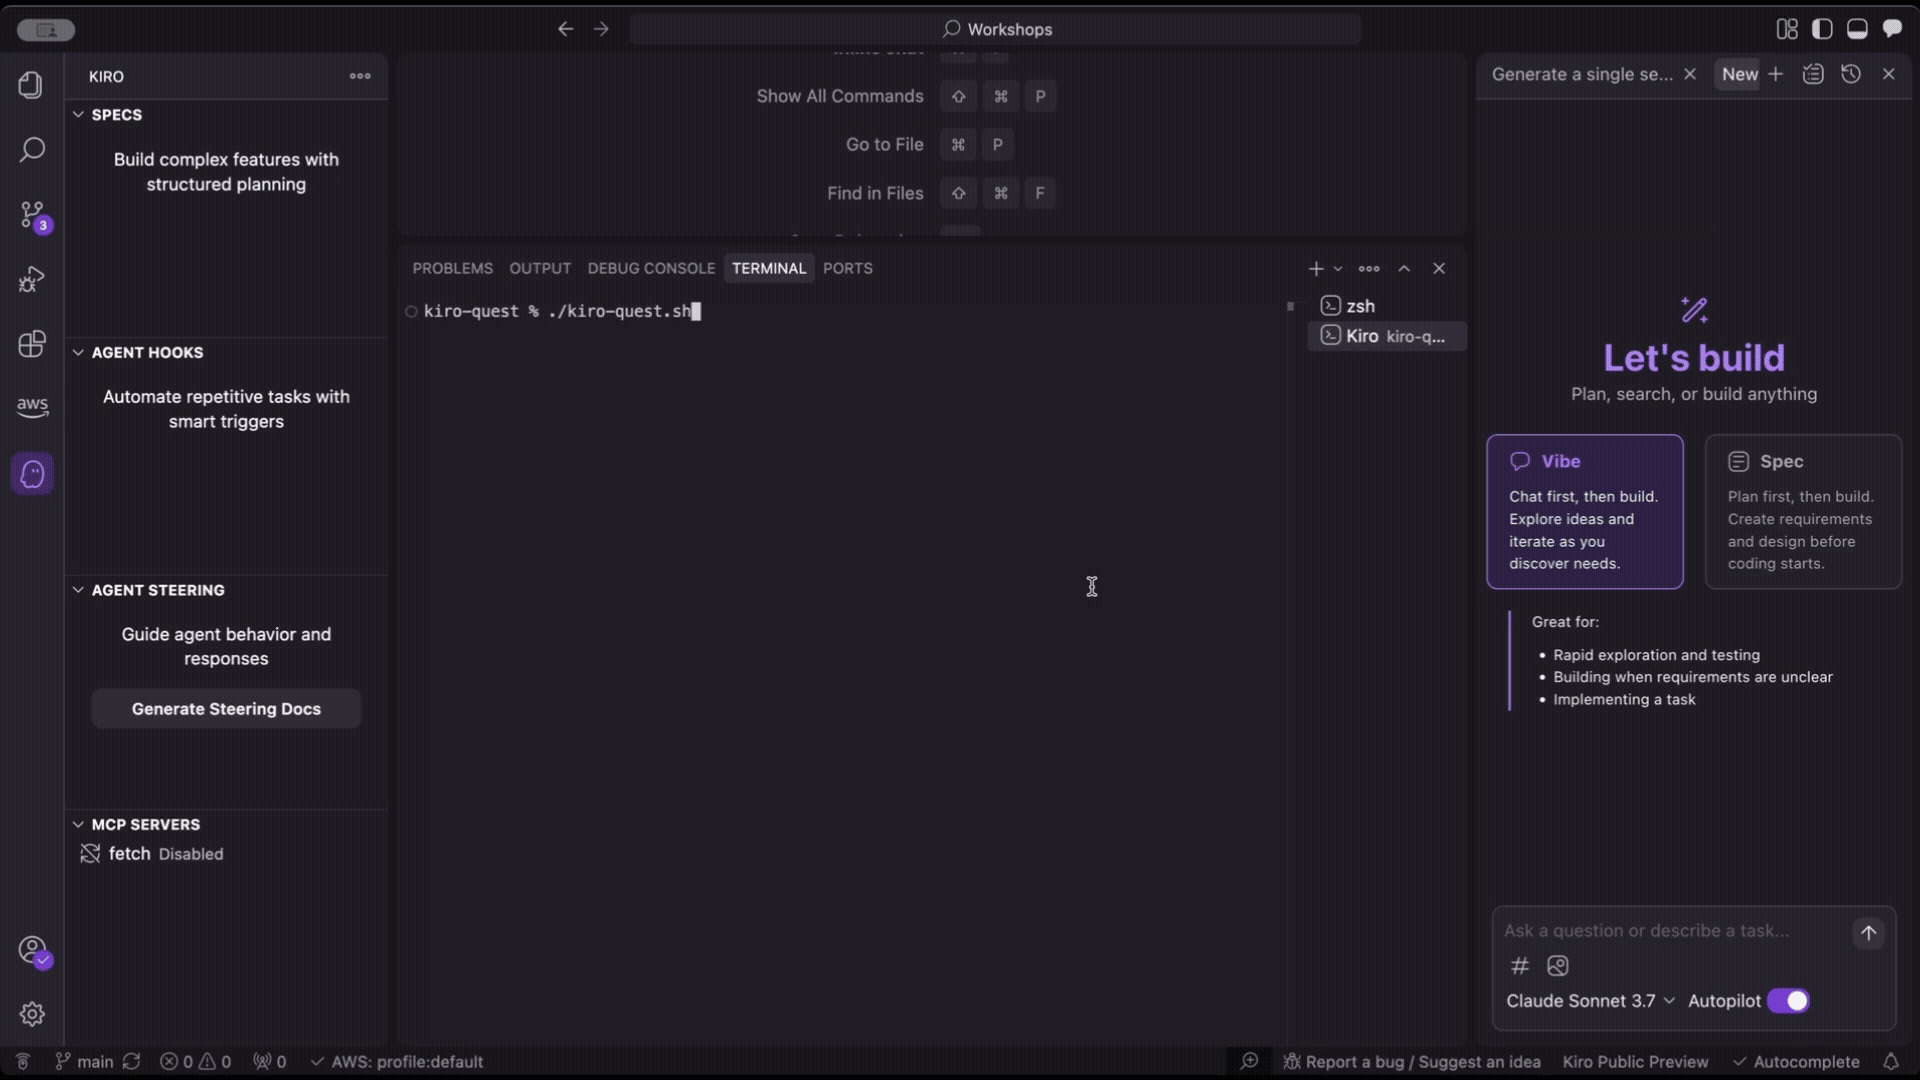 Workshops
KIRO
SPECS
Build complex features with
structured planning
AGENT HOOKS
Automate repetitive tasks with
smart triggers
AGENT STEERING
Guide agent behavior and
responses
Generate Steering Docs
MCP SERVERS
fetch Disabled
3
aws
Show All Commands ⇧ ⌘ P
Go to File ⌘ P
Find in Files ⇧ ⌘ F
PROBLEMS OUTPUT DEBUG CONSOLE TERMINAL PORTS
kiro-quest % ./kiro-quest.sh
zsh
Kiro kiro-q...
Generate a single se... New
Let's build
Plan, search, or build anything
Vibe
Chat first, then build.
Explore ideas and
iterate as you
discover needs.
Spec
Plan first, then build.
Create requirements
and design before
coding starts.
Great for:
• Rapid exploration and testing
• Building when requirements are unclear
• Implementing a task
Ask a question or describe a task...
#
Claude Sonnet 3.7 Autopilot
main 0 0 0 AWS: profile:default Report a bug / Suggest an idea Kiro Public Preview Autocomplete